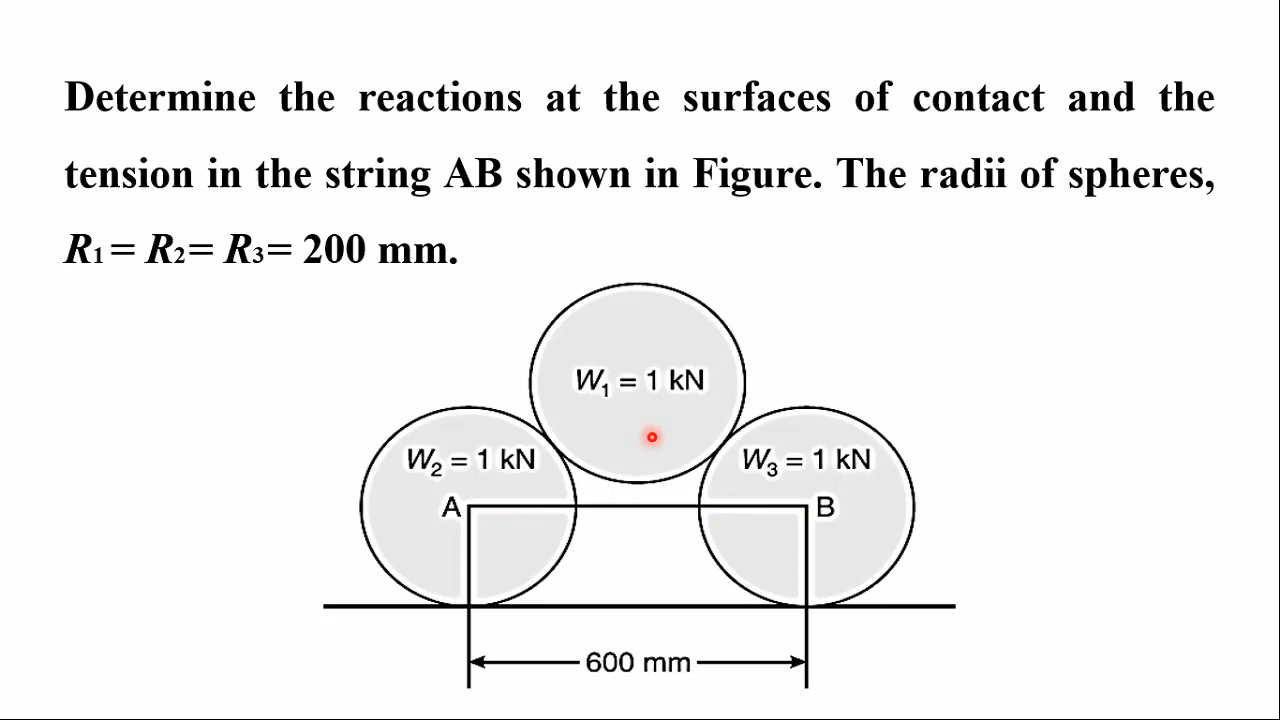 Determine the reactions at the surfaces of contact and the
tension in the string AB shown in Figure. The radii of spheres,
R1 = R2= R3= 200 mm.
W1 = 1 kN
W2 = 1 kN
W3 = 1 kN
A
B
600 mm